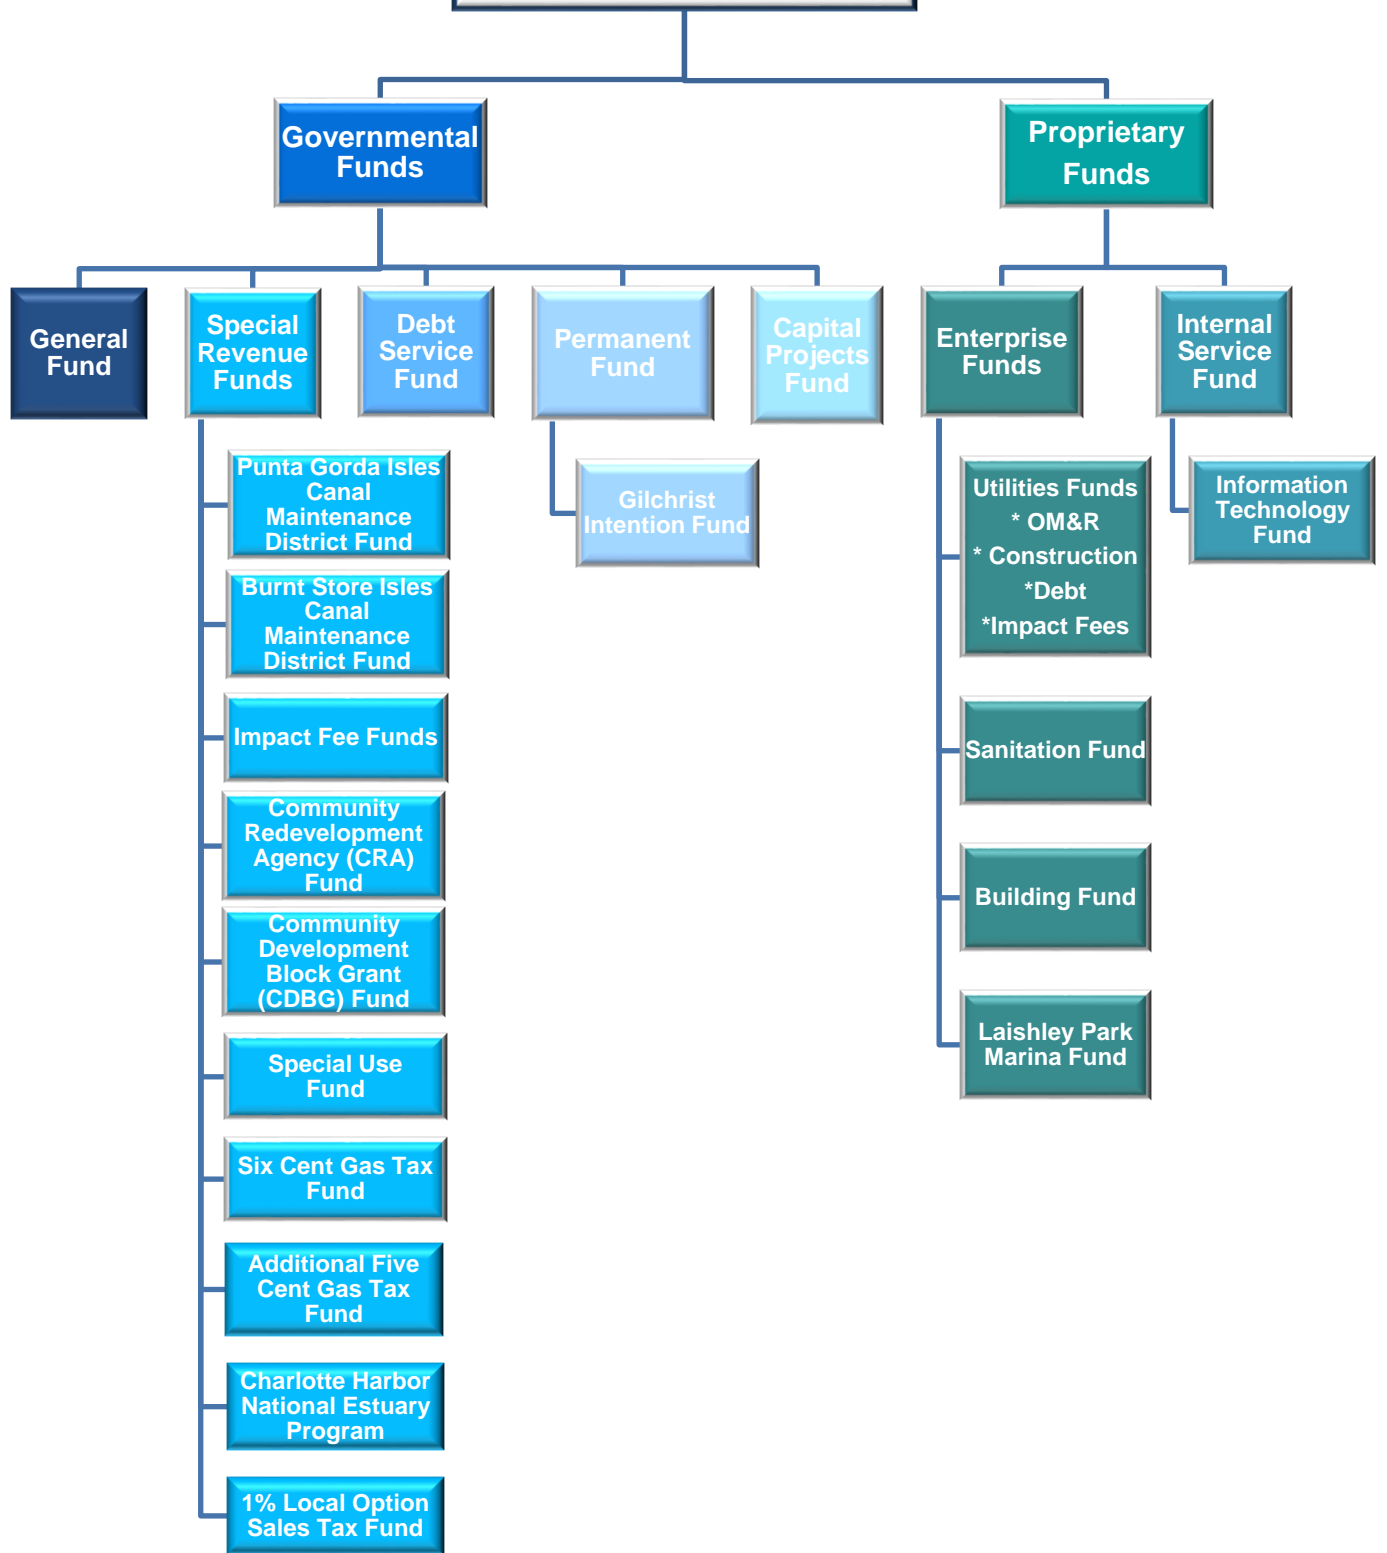 Governmental
Funds
Proprietary
Funds
General
Fund
Special
Revenue
Funds
Debt
Service
Fund
Permanent
Fund
Capital
Projects
Fund
Enterprise
Funds
Internal
Service
Fund
Punta Gorda Isles
Canal
Maintenance
District Fund
Burnt Store Isles
Canal
Maintenance
District Fund
Impact Fee Funds
Community
Redevelopment
Agency (CRA)
Fund
Community
Development
Block Grant
(CDBG) Fund
Special Use
Fund
Six Cent Gas Tax
Fund
Additional Five
Cent Gas Tax
Fund
Charlotte Harbor
National Estuary
Program
1% Local Option
Sales Tax Fund
Gilchrist
Intention Fund
Utilities Funds
* OM&R
* Construction
*Debt
*Impact Fees
Sanitation Fund
Building Fund
Laishley Park
Marina Fund
Information
Technology
Fund